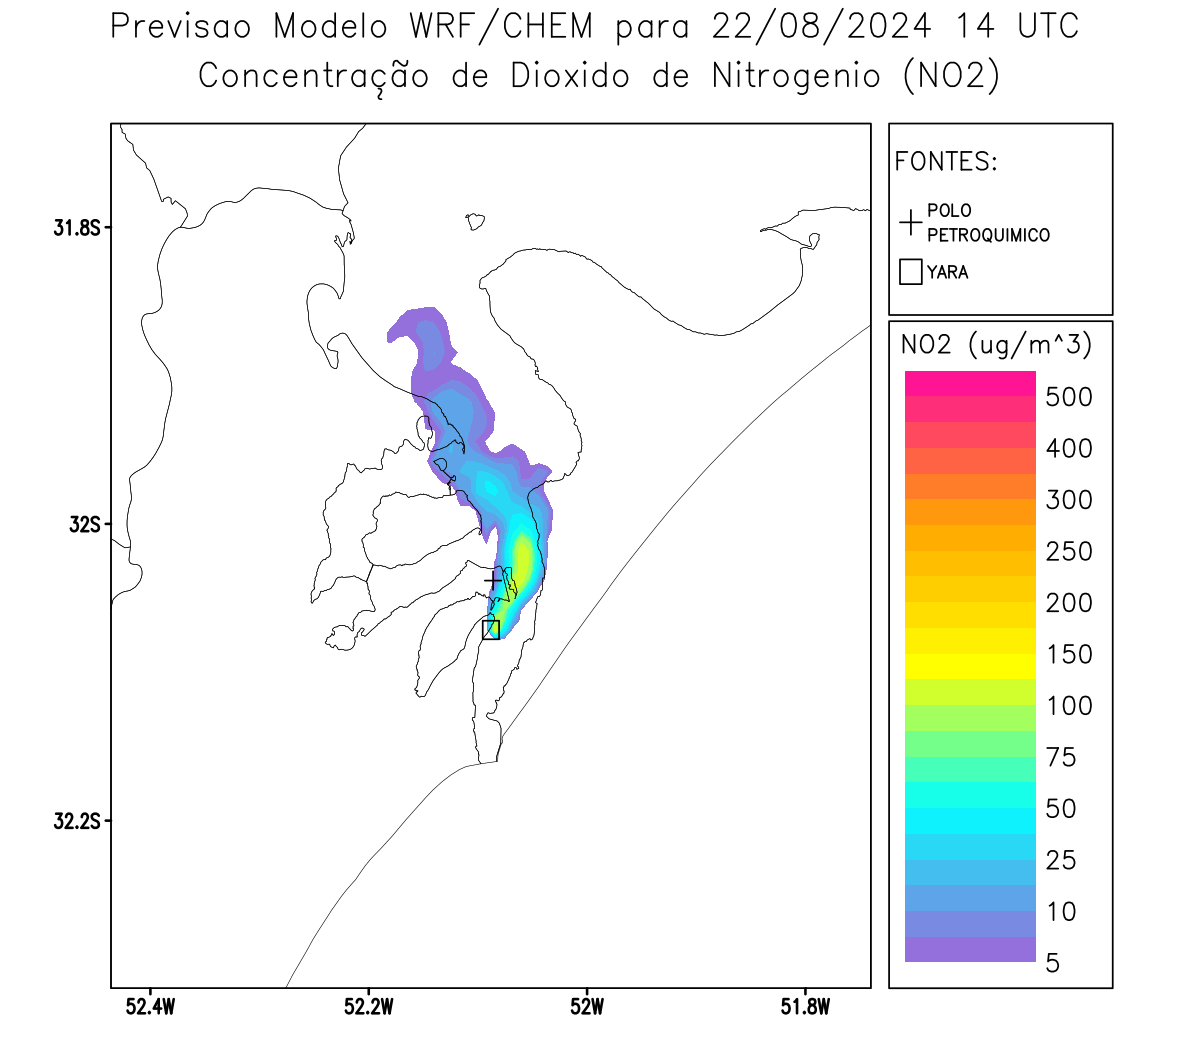 Previsao Modelo WRF/CHEM para 22/08/2024 14 UTC
Concentração de Dioxido de Nitrogenio (NO2)
FONTES:
POLO
PETROQUIMICO
YARA
NO2 (ug/m^3)
500
400
300
250
200
150
100
75
50
25
10
5
31.8S
32S
32.2S
52.4W
52.2W
52W
51.8W